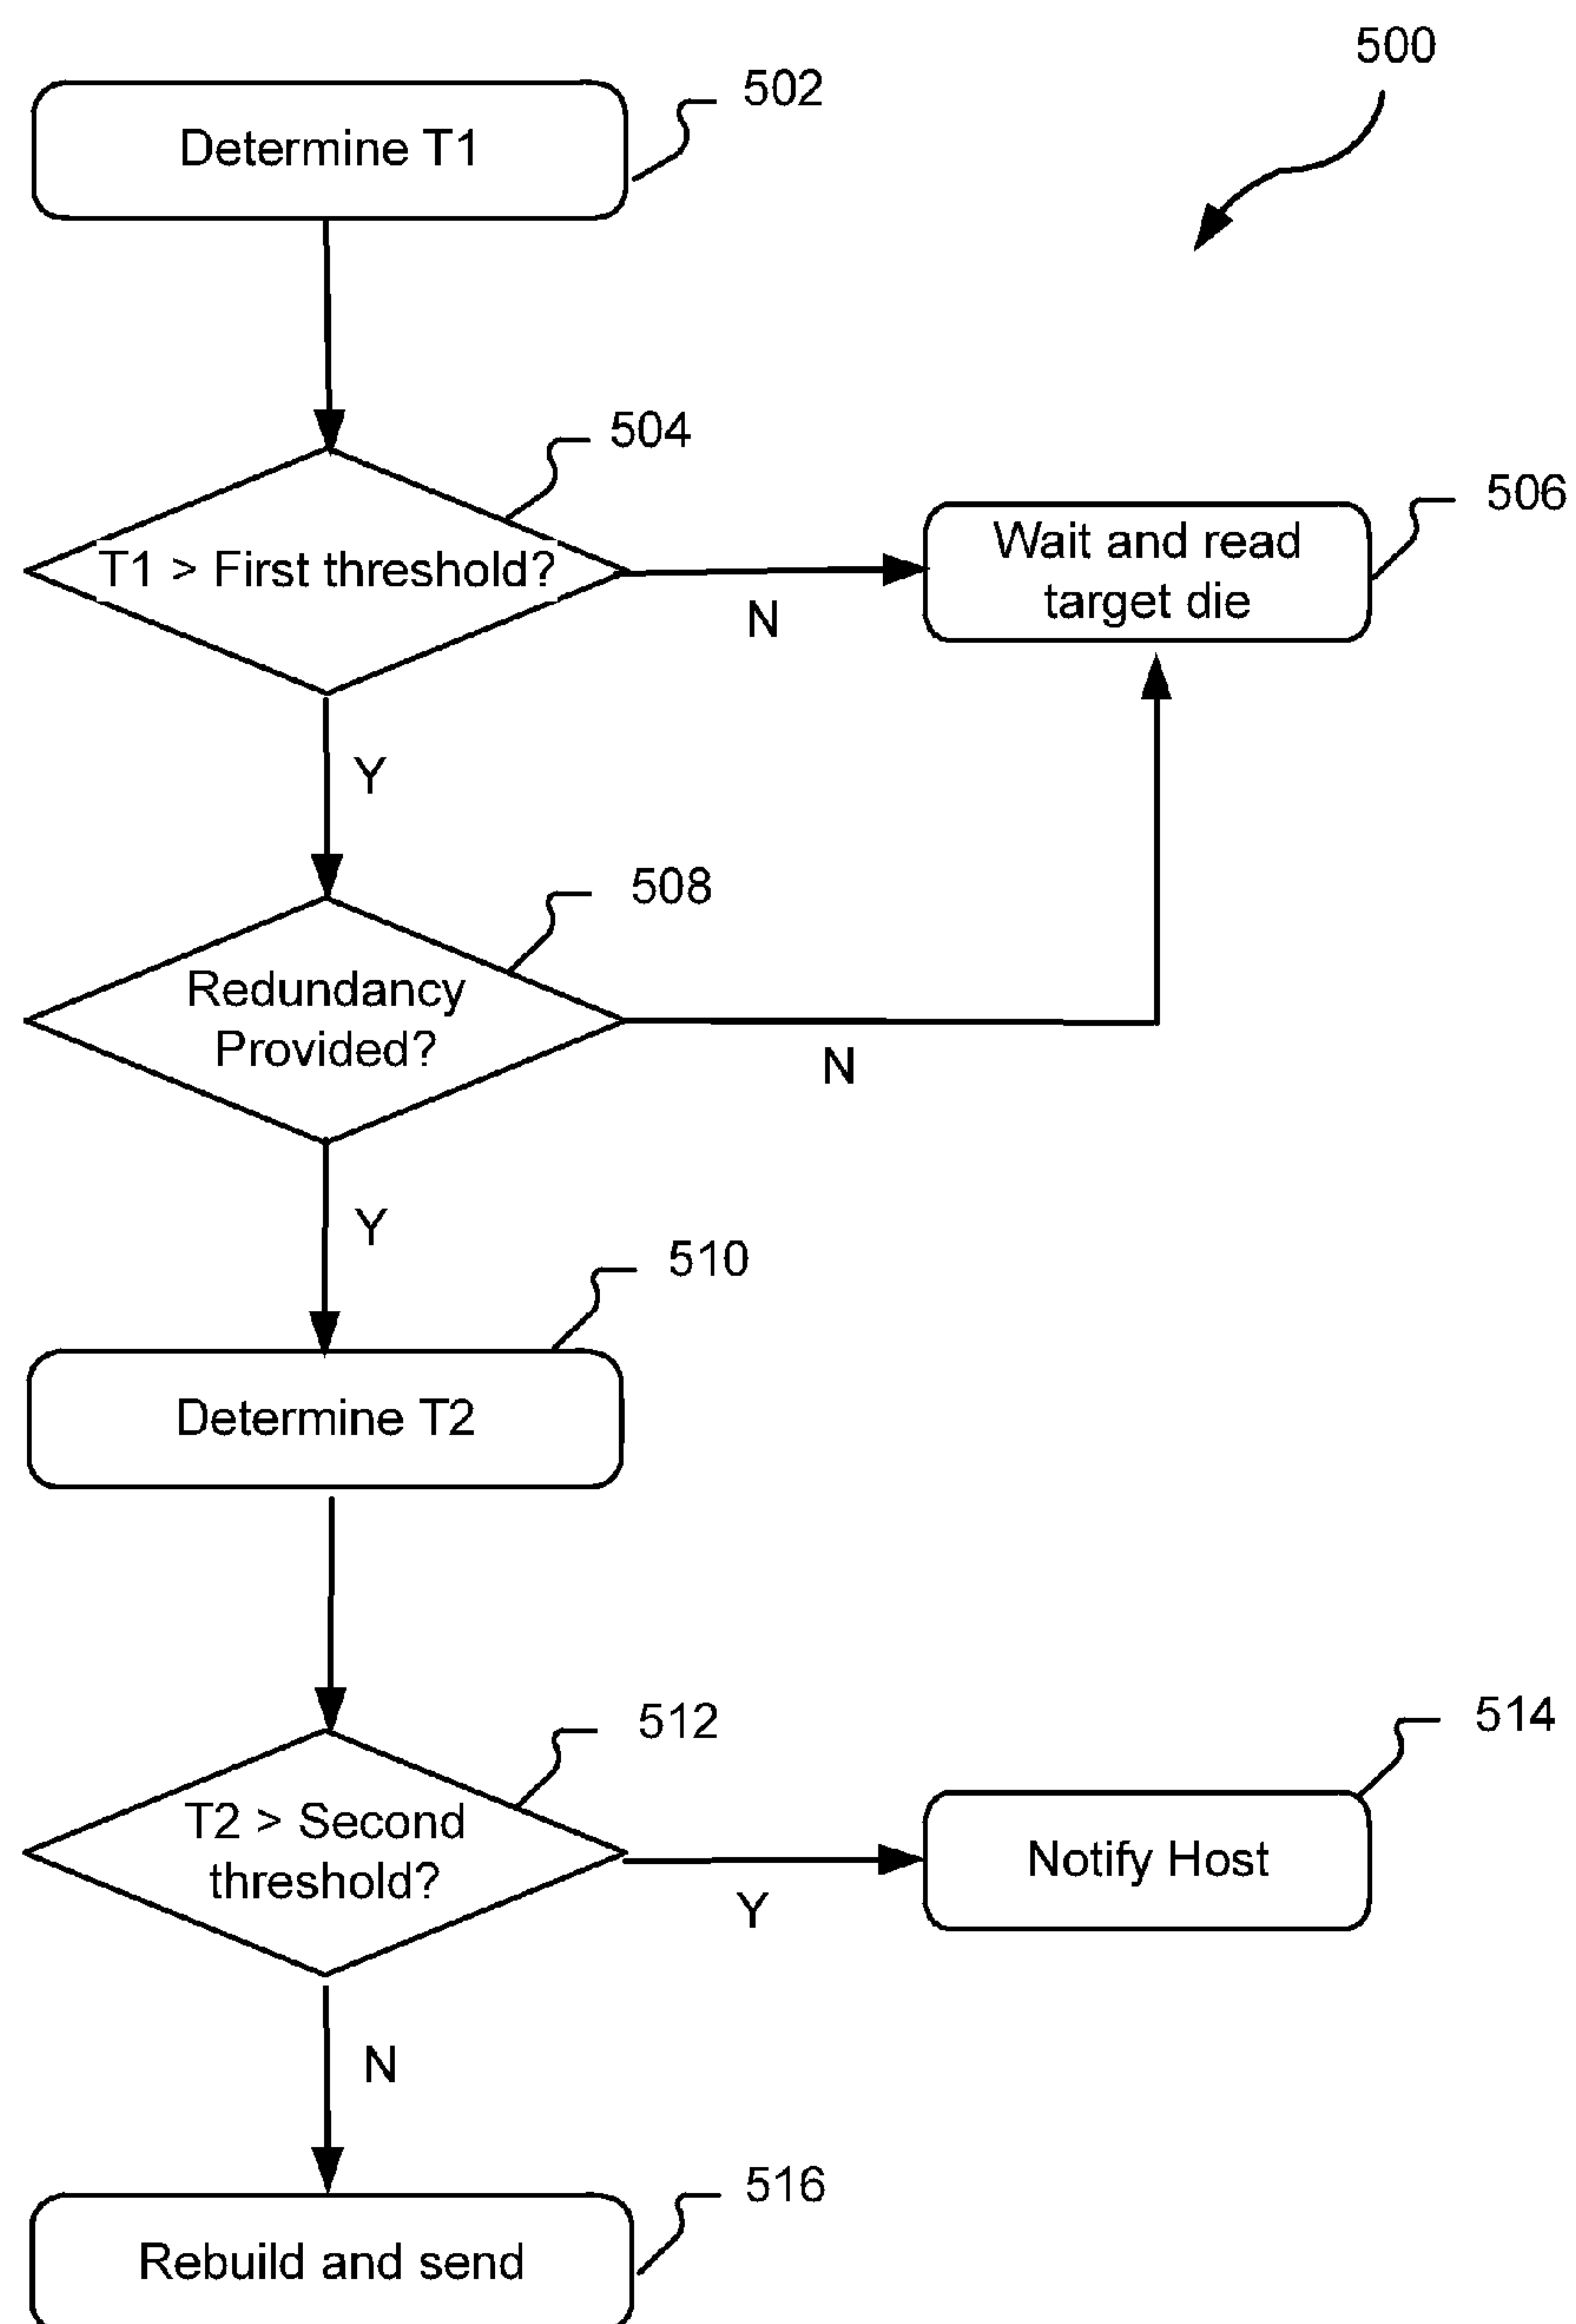 500
502
Determine T1
504
T1 > First threshold?
506
Wait and read
target die
N
Y
508
Redundancy
Provided?
N
Y
510
Determine T2
512
T2 > Second
threshold?
514
Notify Host
Y
N
516
Rebuild and send